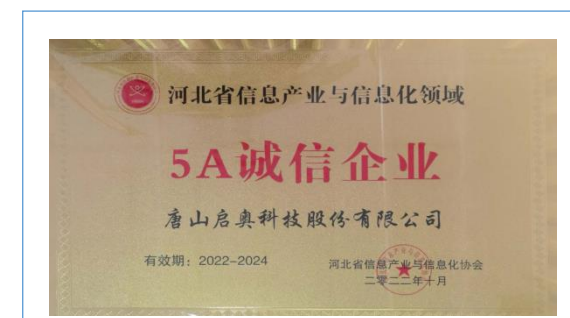 河北省信息产业与信息化领域
5A诚信企业
唐山启奥科技股份有限公司
有效期：2022-2024
河北省信息产业与信息化协会
二零二二年十月